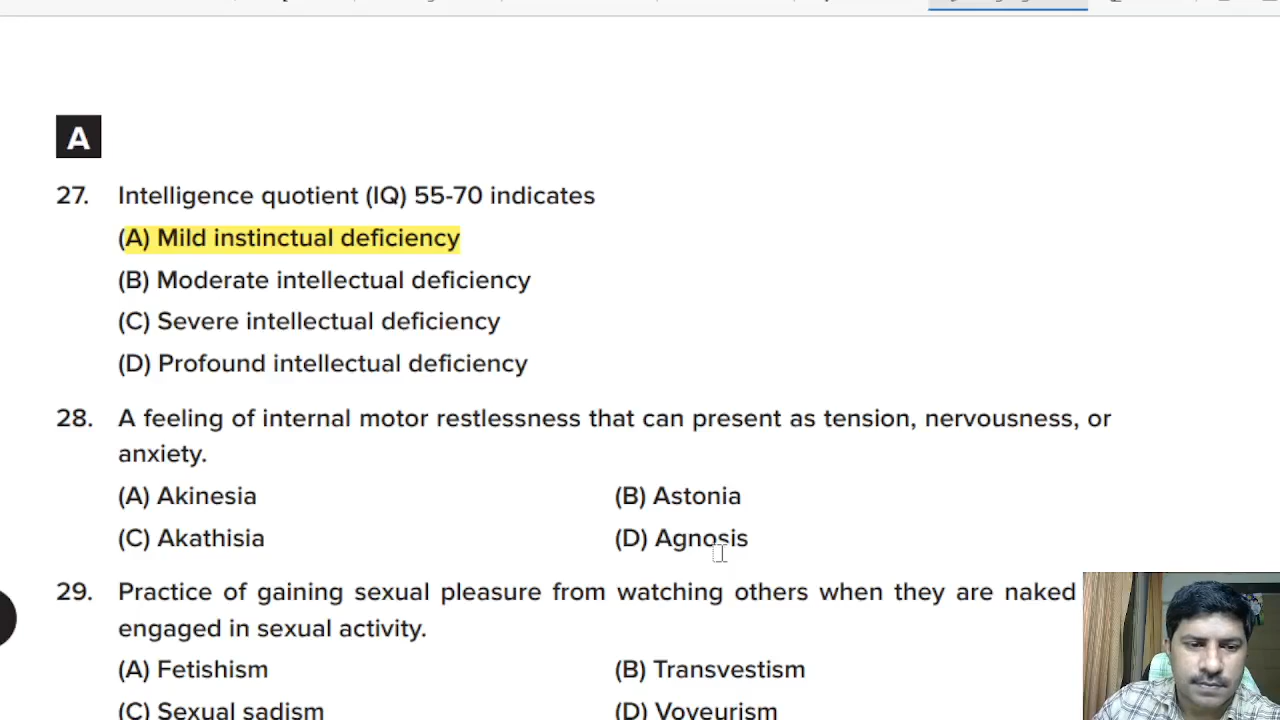 A
27. Intelligence quotient (IQ) 55-70 indicates
(A) Mild instinctual deficiency
(B) Moderate intellectual deficiency
(C) Severe intellectual deficiency
(D) Profound intellectual deficiency
28. A feeling of internal motor restlessness that can present as tension, nervousness, or
anxiety.
(A) Akinesia (B) Astonia
(C) Akathisia (D) Agnosis
29. Practice of gaining sexual pleasure from watching others when they are naked
engaged in sexual activity.
(A) Fetishism (B) Transvestism
(C) Sexual sadism (D) Voyeurism